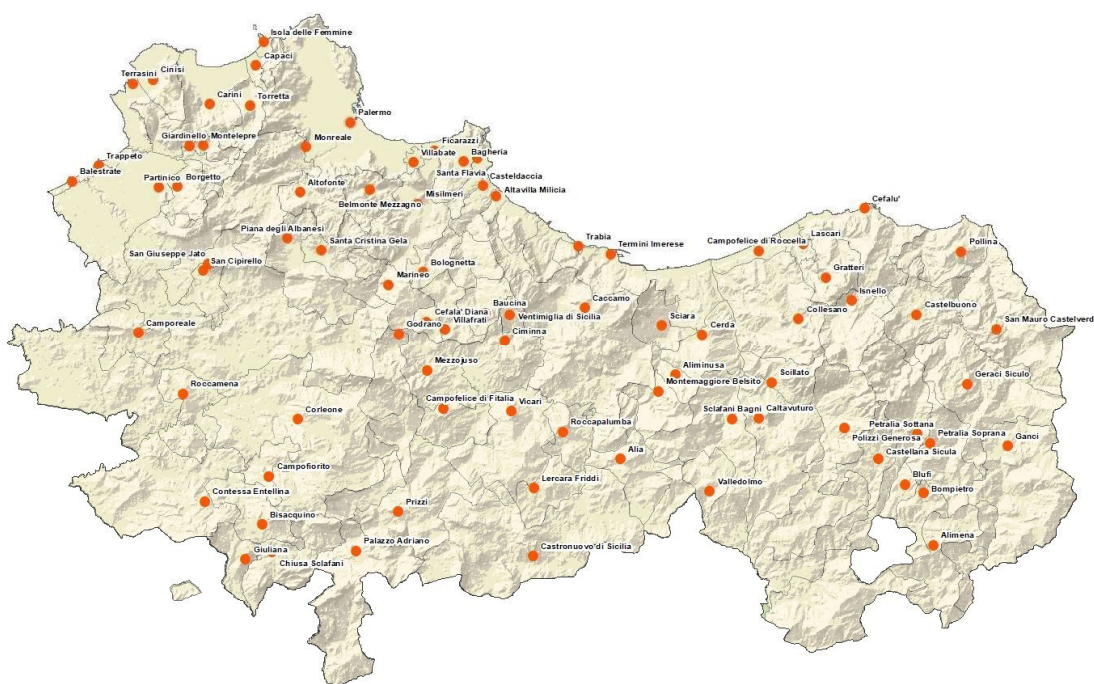 Isola delle Femmine
Capaci
Terrasini
Cinisi
Carini
Torretta
Palermo
Giardinello
Montelepre
Monreale
Ficarazzi
Villabate
Bagheria
Trappeto
Santa Flavia
Balestrate
Partinico
Borgetto
Altofonte
Casteldaccia
Altavilla Milicia
Belmonte Mezzagno
Misilmeri
Cefalu'
Piana degli Albanesi
Santa Cristina Gela
Trabia
Termini Imerese
Campofelice di Roccella
Lascari
Pollina
San Giuseppe Jato
San Cipirello
Bolognetta
Marineo
Gratteri
Isnello
Baucina
Caccamo
Castelbuono
Collesano
Cefala' Diana
Villafrati
Ventimiglia di Sicilia
Godrano
Ciminna
Sciara
Cerda
San Mauro Castelverd
Camporeale
Mezzojuso
Aliminusa
Scillato
Geraci Siculo
Montemaggiore Belsito
Roccamena
Campofelice di Fitalia
Vicari
Corleone
Roccapalumba
Sclafani Bagni
Caltavuturo
Petralia Sottana
Petralia Soprana
Polizzi Generosa
Ganci
Castellana Sicula
Alia
Campofiorito
Lercara Friddi
Valledolmo
Blufi
Bompietro
Contessa Entellina
Prizzi
Bisacquino
Giuliana
Chiusa Sclafani
Palazzo Adriano
Castronuovo di Sicilia
Alimena